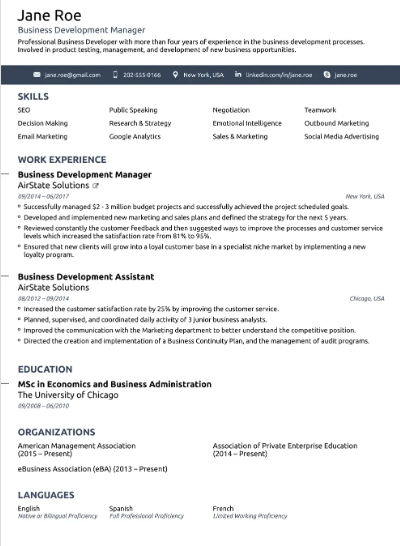 Jane Roe
Business Development Manager
Professional Business Developer with more than four years of experience in the business development processes.
Involved in product testing, management, and development of new business opportunities.
jane.roe@gmail.com 202-555-0166 New York, USA linkedin.com/in/jane.roe jane.roe
SKILLS
SEO Public Speaking Negotiation Teamwork
Decision Making Research & Strategy Emotional Intelligence Outbound Marketing
Email Marketing Google Analytics Sales & Marketing Social Media Advertising
WORK EXPERIENCE
Business Development Manager
AirState Solutions
09/2014 – 06/2017 New York, USA
Successfully managed $2 - 3 million budget projects and successfully achieved the project scheduled goals.
Developed and implemented new marketing and sales plans and defined the strategy for the next 5 years.
Reviewed constantly the customer feedback and then suggested ways to improve the processes and customer service
levels which increased the satisfaction rate from 81% to 95%.
Ensured that new clients will grow into a loyal customer base in a specialist niche market by implementing a new
loyalty program.
Business Development Assistant
AirState Solutions
08/2012 – 09/2014 Chicago, USA
Increased the customer satisfaction rate by 25% by improving the customer service.
Planned, supervised, and coordinated daily activity of 3 junior business analysts.
Improved the communication with the Marketing department to better understand the competitive position.
Directed the creation and implementation of a Business Continuity Plan, and the management of audit programs.
EDUCATION
MSc in Economics and Business Administration
The University of Chicago
09/2008 – 06/2010
ORGANIZATIONS
American Management Association Association of Private Enterprise Education
(2015 – Present) (2014 – Present)
eBusiness Association (eBA) (2013 – Present)
LANGUAGES
English Spanish French
Native or Bilingual Proficiency Full Professional Proficiency Limited Working Proficiency